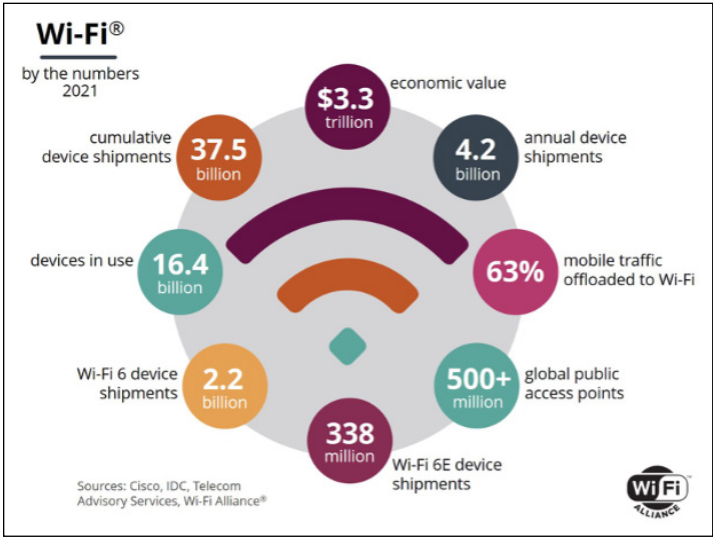 Wi-Fi®
by the numbers
2021
$3.3
trillion
economic value
4.2
billion
annual device
shipments
63%
mobile traffic
offloaded to Wi-Fi
500+
million
global public
access points
338
million
Wi-Fi 6E device
shipments
2.2
billion
Wi-Fi 6 device
shipments
16.4
billion
devices in use
37.5
billion
cumulative
device shipments
Sources: Cisco, IDC, Telecom
Advisory Services, Wi-Fi Alliance®
Wi Fi
ALLIANCE